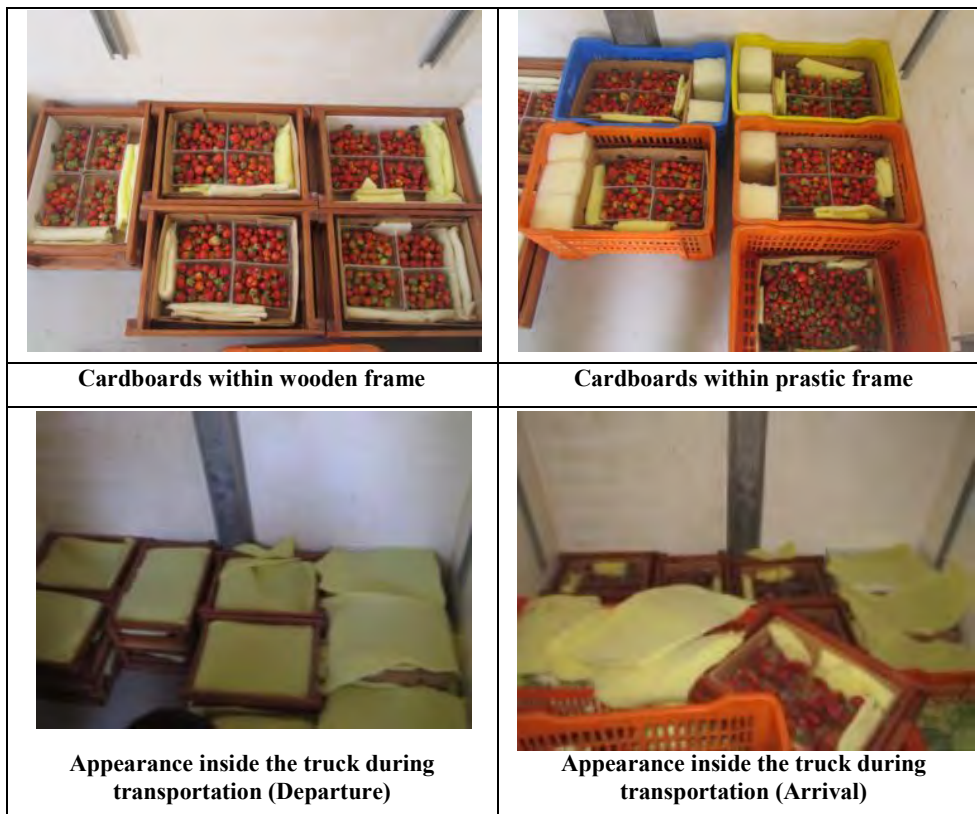 Cardboards within wooden frame
Cardboards within prastic frame
Appearance inside the truck during
transportation (Departure)
Appearance inside the truck during
transportation (Arrival)